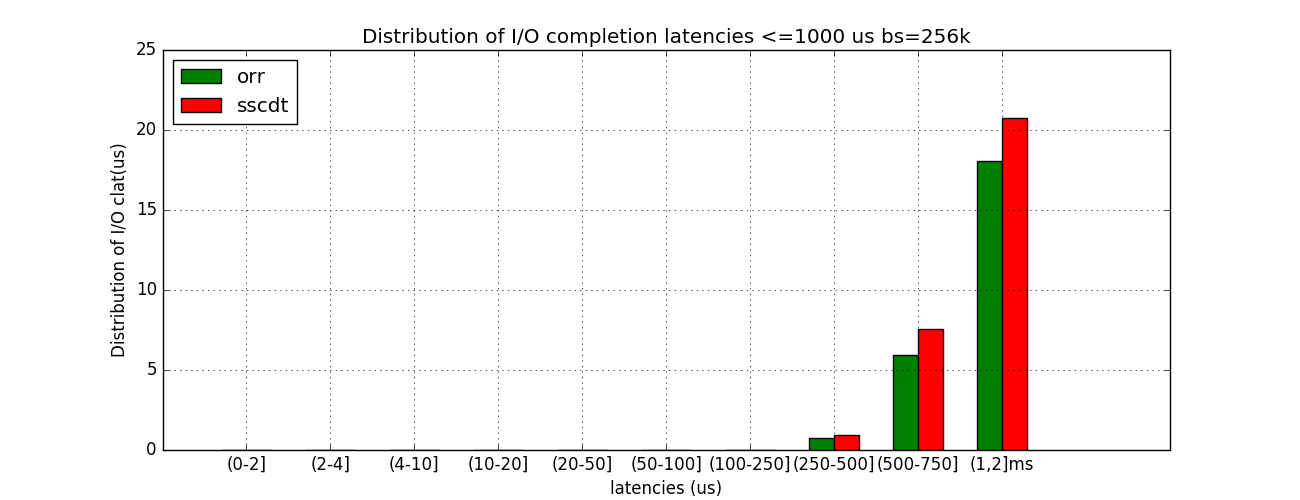 Distribution of I/O completion latencies <=1000 us bs=256k
25
20
15
10
5
0
Distribution of I/O clat(us)
orr
sscdt
(0-2] (2-4] (4-10] (10-20] (20-50] (50-100] (100-250] (250-500] (500-750] (1,2]ms
latencies (us)